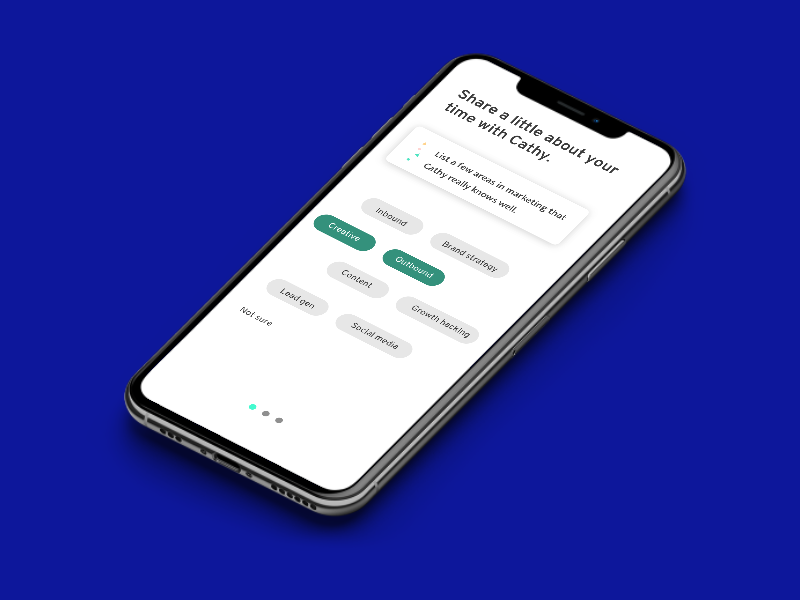 Share a little about your
time with Cathy.
List a few areas in marketing that
Cathy really knows well.
Inbound
Brand strategy
Creative
Outbound
Content
Growth hacking
Lead gen
Social media
Not sure